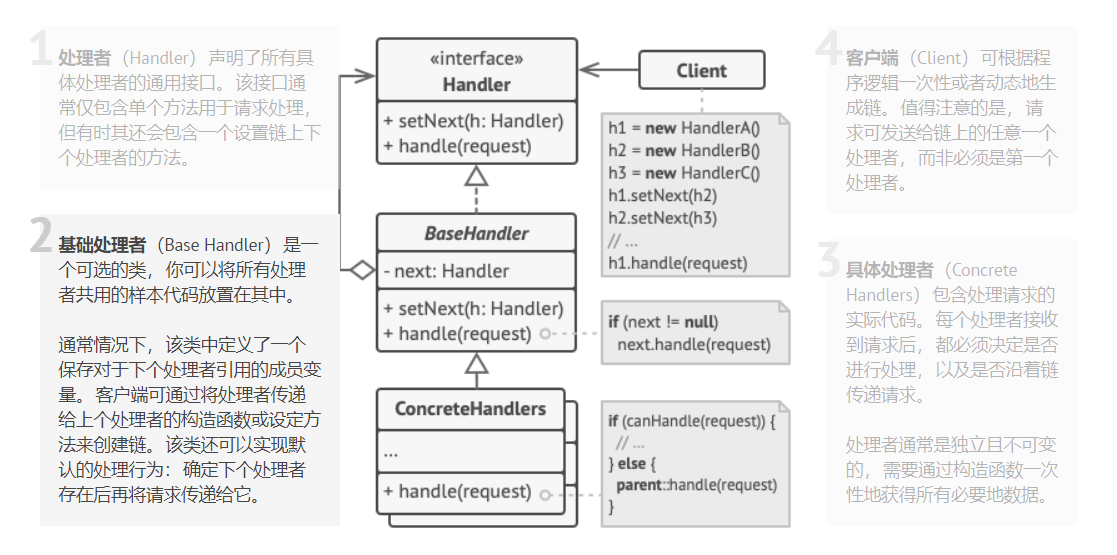 1
处理者（Handler）声明了所有具
体处理者的通用接口。该接口通
常仅包含单个方法用于请求处理，
但有时其还会包含一个设置链上下
个处理者的方法。
2
基础处理者（Base Handler）是一
个可选的类，你可以将所有处理
者共用的样本代码放置在其中。
通常情况下，该类中定义了一个
保存对于下个处理者引用的成员变
量。客户端可通过将处理者传递
给上个处理者的构造函数或设定方
法来创建链。该类还可以实现默
认的处理行为：确定下个处理者
存在后再将请求传递给它。
«interface»
Handler
+ setNext(h: Handler)
+ handle(request)
BaseHandler
- next: Handler
+ setNext(h: Handler)
+ handle(request)
ConcreteHandlers
...
+ handle(request)
Client
h1 = new HandlerA()
h2 = new HandlerB()
h3 = new HandlerC()
h1.setNext(h2)
h2.setNext(h3)
// ...
h1.handle(request)
if (next != null)
next.handle(request)
if (canHandle(request)) {
// ...
} else {
parent::handle(request)
}
4
客户端（Client）可根据程
序逻辑一次性或者动态地生
成链。值得注意的是，请
求可发送给链上的任意一个
处理者，而非必须是第一个
处理者。
3
具体处理者（Concrete
Handlers）包含处理请求的
实际代码。每个处理者接收
到请求后，都必须决定是否
进行处理，以及是否沿着链
传递请求。
处理者通常是独立且不可变
的，需要通过构造函数一次
性地获得所有必要地数据。